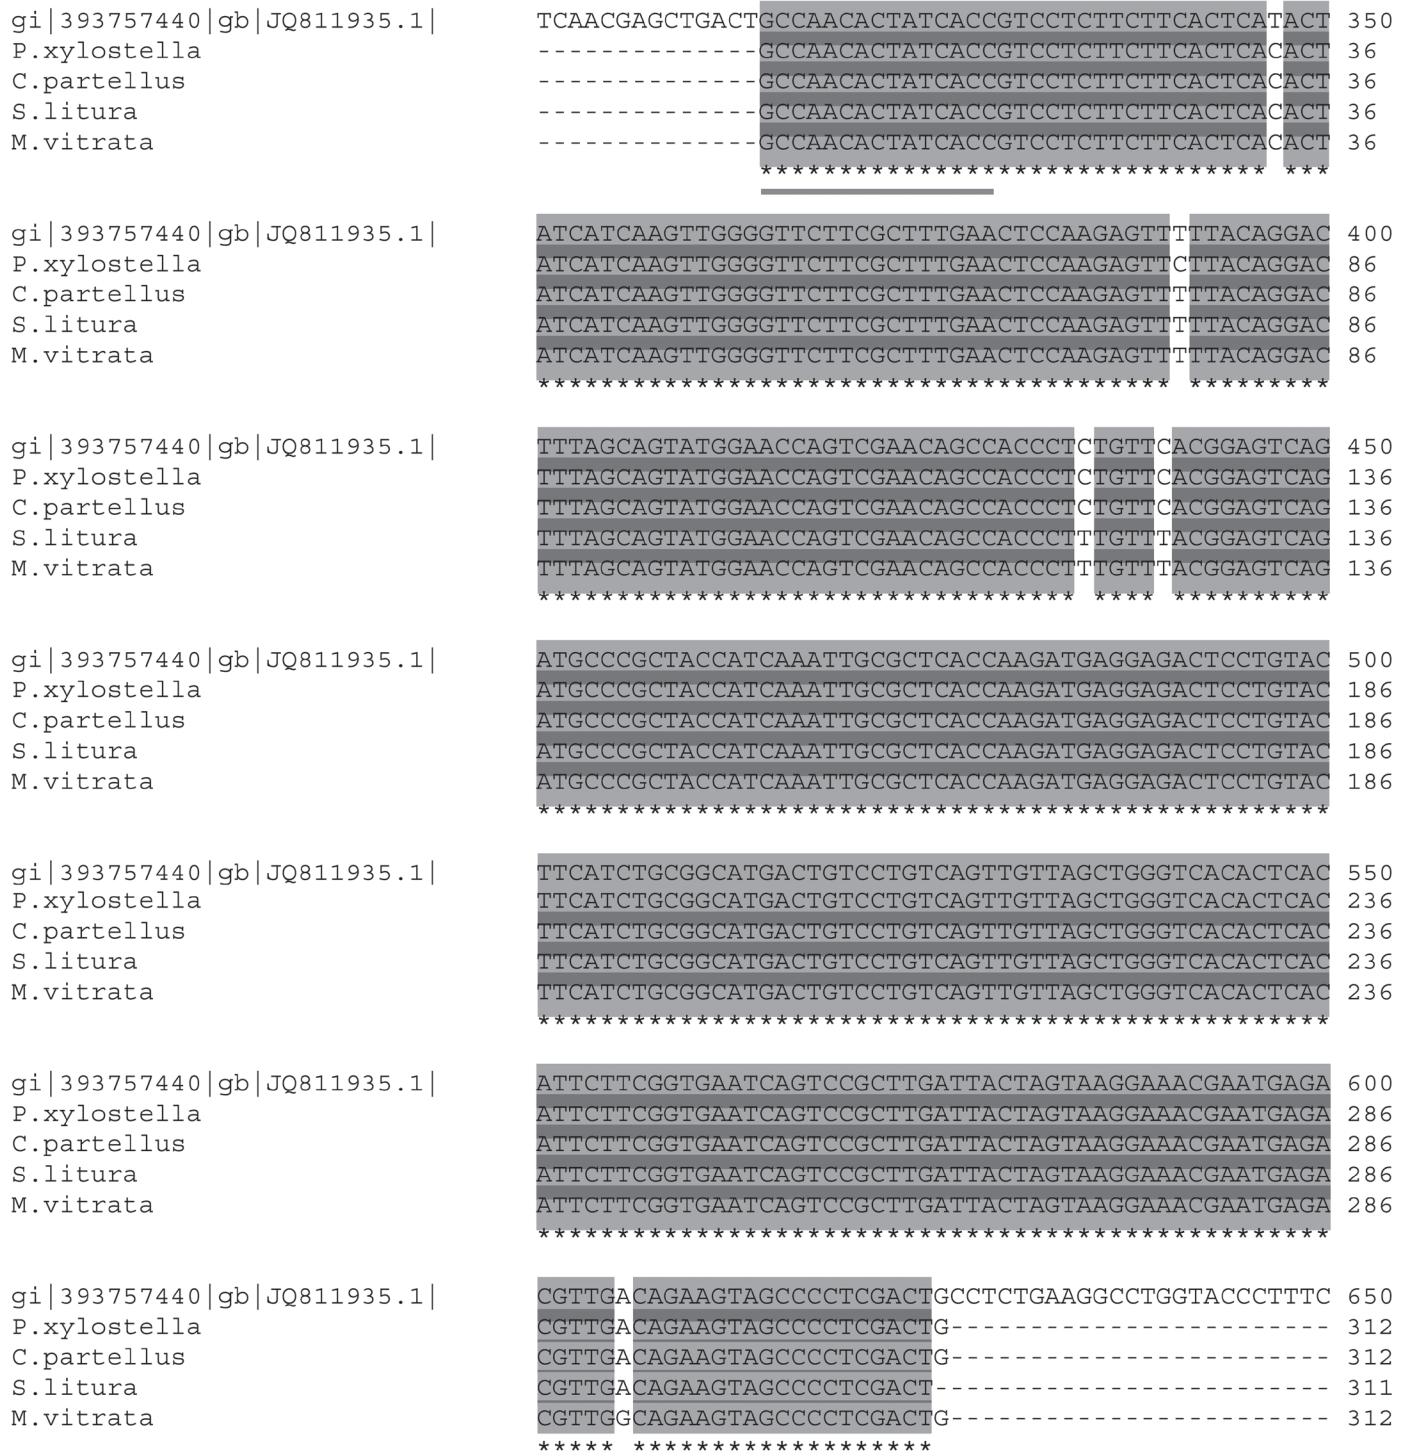 gi|393757440|gb|JQ811935.1| TCAACGAGCTGACTGCCAACACTATCACCGTCCTCTTCTTCACTCATACT 350
P.xylostella --------------GCCAACACTATCACCGTCCTCTTCTTCACTCACACT 36
C.partellus --------------GCCAACACTATCACCGTCCTCTTCTTCACTCACACT 36
S.litura --------------GCCAACACTATCACCGTCCTCTTCTTCACTCACACT 36
M.vitrata --------------GCCAACACTATCACCGTCCTCTTCTTCACTCACACT 36
******************************** ***
gi|393757440|gb|JQ811935.1| ATCATCAAGTTGGGGTTCTTCGCTTTGAACTCCAAGAGTTTTTACAGGAC 400
P.xylostella ATCATCAAGTTGGGGTTCTTCGCTTTGAACTCCAAGAGTTCTTACAGGAC 86
C.partellus ATCATCAAGTTGGGGTTCTTCGCTTTGAACTCCAAGAGTTTTTACAGGAC 86
S.litura ATCATCAAGTTGGGGTTCTTCGCTTTGAACTCCAAGAGTTTTTACAGGAC 86
M.vitrata ATCATCAAGTTGGGGTTCTTCGCTTTGAACTCCAAGAGTTTTTACAGGAC 86
**************************************** *********
gi|393757440|gb|JQ811935.1| TTTAGCAGTATGGAACCAGTCGAACAGCCACCCTCTGTTCACGGAGTCAG 450
P.xylostella TTTAGCAGTATGGAACCAGTCGAACAGCCACCCTCTGTTCACGGAGTCAG 136
C.partellus TTTAGCAGTATGGAACCAGTCGAACAGCCACCCTCTGTTCACGGAGTCAG 136
S.litura TTTAGCAGTATGGAACCAGTCGAACAGCCACCCTTTGTTTACGGAGTCAG 136
M.vitrata TTTAGCAGTATGGAACCAGTCGAACAGCCACCCTTTGTTTACGGAGTCAG 136
********************************** **** **********
gi|393757440|gb|JQ811935.1| ATGCCCGCTACCATCAAATTGCGCTCACCAAGATGAGGAGACTCCTGTAC 500
P.xylostella ATGCCCGCTACCATCAAATTGCGCTCACCAAGATGAGGAGACTCCTGTAC 186
C.partellus ATGCCCGCTACCATCAAATTGCGCTCACCAAGATGAGGAGACTCCTGTAC 186
S.litura ATGCCCGCTACCATCAAATTGCGCTCACCAAGATGAGGAGACTCCTGTAC 186
M.vitrata ATGCCCGCTACCATCAAATTGCGCTCACCAAGATGAGGAGACTCCTGTAC 186
**************************************************
gi|393757440|gb|JQ811935.1| TTCATCTGCGGCATGACTGTCCTGTCAGTTGTTAGCTGGGTCACACTCAC 550
P.xylostella TTCATCTGCGGCATGACTGTCCTGTCAGTTGTTAGCTGGGTCACACTCAC 236
C.partellus TTCATCTGCGGCATGACTGTCCTGTCAGTTGTTAGCTGGGTCACACTCAC 236
S.litura TTCATCTGCGGCATGACTGTCCTGTCAGTTGTTAGCTGGGTCACACTCAC 236
M.vitrata TTCATCTGCGGCATGACTGTCCTGTCAGTTGTTAGCTGGGTCACACTCAC 236
**************************************************
gi|393757440|gb|JQ811935.1| ATTCTTCGGTGAATCAGTCCGCTTGATTACTAGTAAGGAAACGAATGAGA 600
P.xylostella ATTCTTCGGTGAATCAGTCCGCTTGATTACTAGTAAGGAAACGAATGAGA 286
C.partellus ATTCTTCGGTGAATCAGTCCGCTTGATTACTAGTAAGGAAACGAATGAGA 286
S.litura ATTCTTCGGTGAATCAGTCCGCTTGATTACTAGTAAGGAAACGAATGAGA 286
M.vitrata ATTCTTCGGTGAATCAGTCCGCTTGATTACTAGTAAGGAAACGAATGAGA 286
**************************************************
gi|393757440|gb|JQ811935.1| CGTTGACAGAAGTAGCCCCTCGACTGCCTCTGAAGGCCTGGTACCCTTTC 650
P.xylostella CGTTGACAGAAGTAGCCCCTCGACTG------------------------ 312
C.partellus CGTTGACAGAAGTAGCCCCTCGACTG------------------------ 312
S.litura CGTTGACAGAAGTAGCCCCTCGACT------------------------- 311
M.vitrata CGTTGGCAGAAGTAGCCCCTCGACTG------------------------ 312
***** *******************